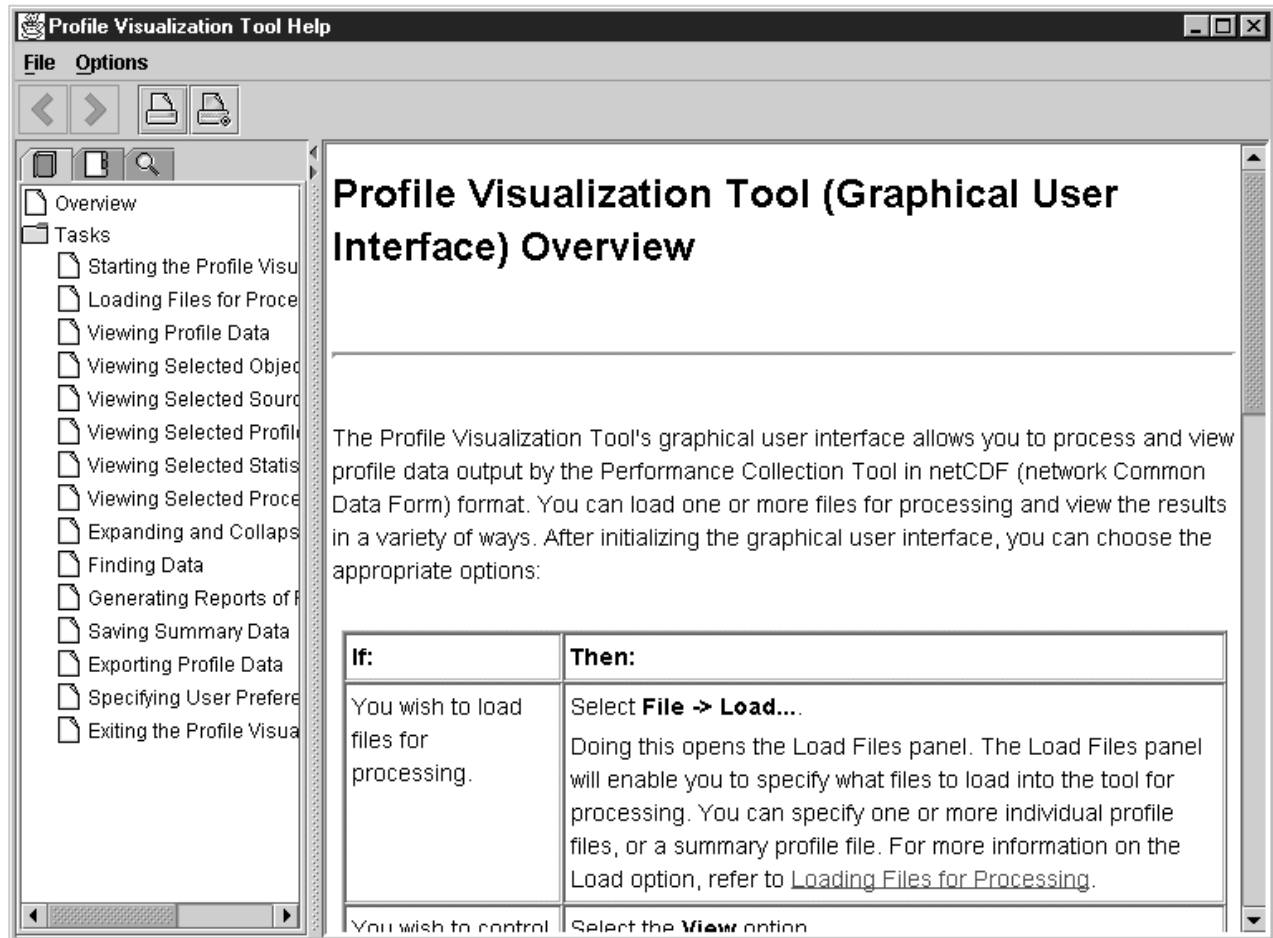 Profile Visualization Tool Help
File Options
Overview
Tasks
Starting the Profile Visu
Loading Files for Proce
Viewing Profile Data
Viewing Selected Objec
Viewing Selected Sourc
Viewing Selected Profil
Viewing Selected Statis
Viewing Selected Proce
Expanding and Collaps
Finding Data
Generating Reports of
Saving Summary Data
Exporting Profile Data
Specifying User Prefere
Exiting the Profile Visua
Profile Visualization Tool (Graphical User
Interface) Overview
The Profile Visualization Tool's graphical user interface allows you to process and view
profile data output by the Performance Collection Tool in netCDF (network Common
Data Form) format. You can load one or more files for processing and view the results
in a variety of ways. After initializing the graphical user interface, you can choose the
appropriate options:
If:
Then:
You wish to load
files for
processing.
Select File -> Load....
Doing this opens the Load Files panel. The Load Files panel
will enable you to specify what files to load into the tool for
processing. You can specify one or more individual profile
files, or a summary profile file. For more information on the
Load option, refer to Loading Files for Processing.
You wish to control
Select the View option